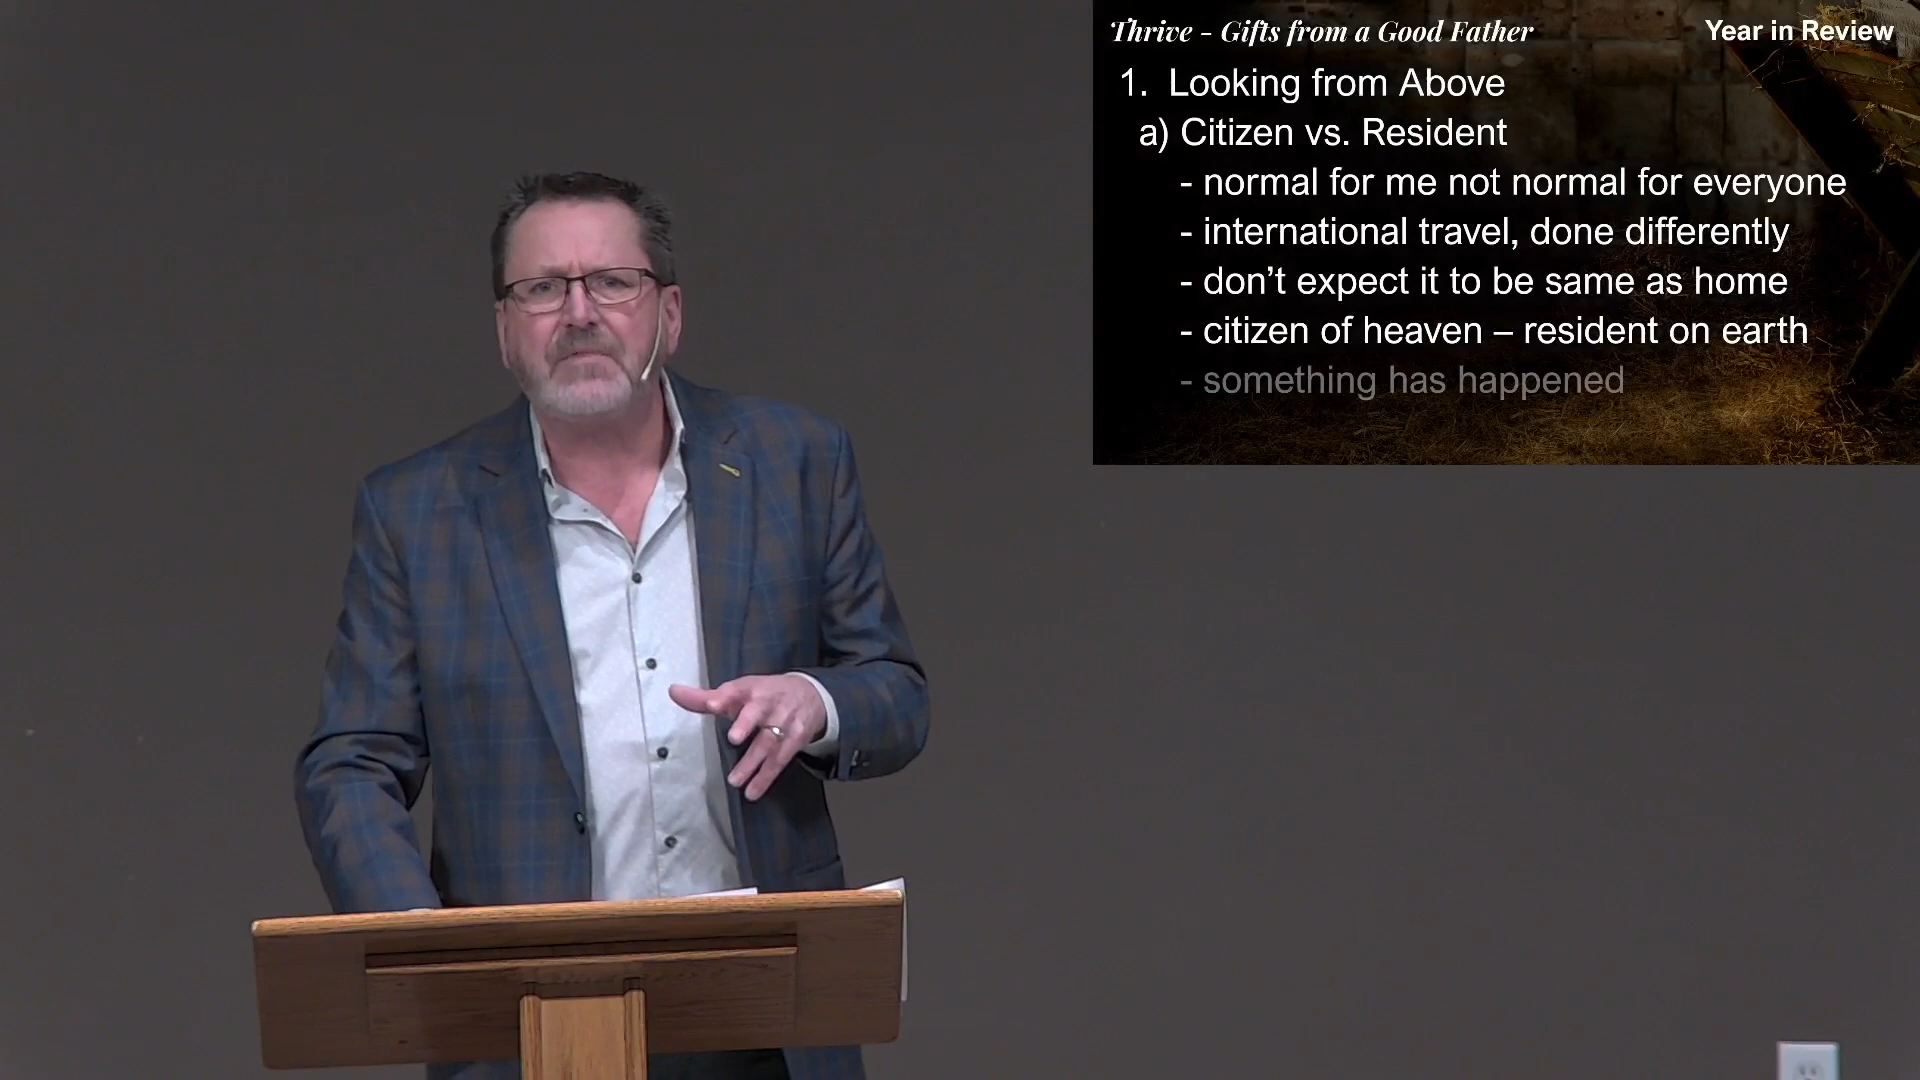 Thrive - Gifts from a Good Father
Year in Review
1. Looking from Above
a) Citizen vs. Resident
- normal for me not normal for everyone
- international travel, done differently
- don’t expect it to be same as home
- citizen of heaven – resident on earth
- something has happened